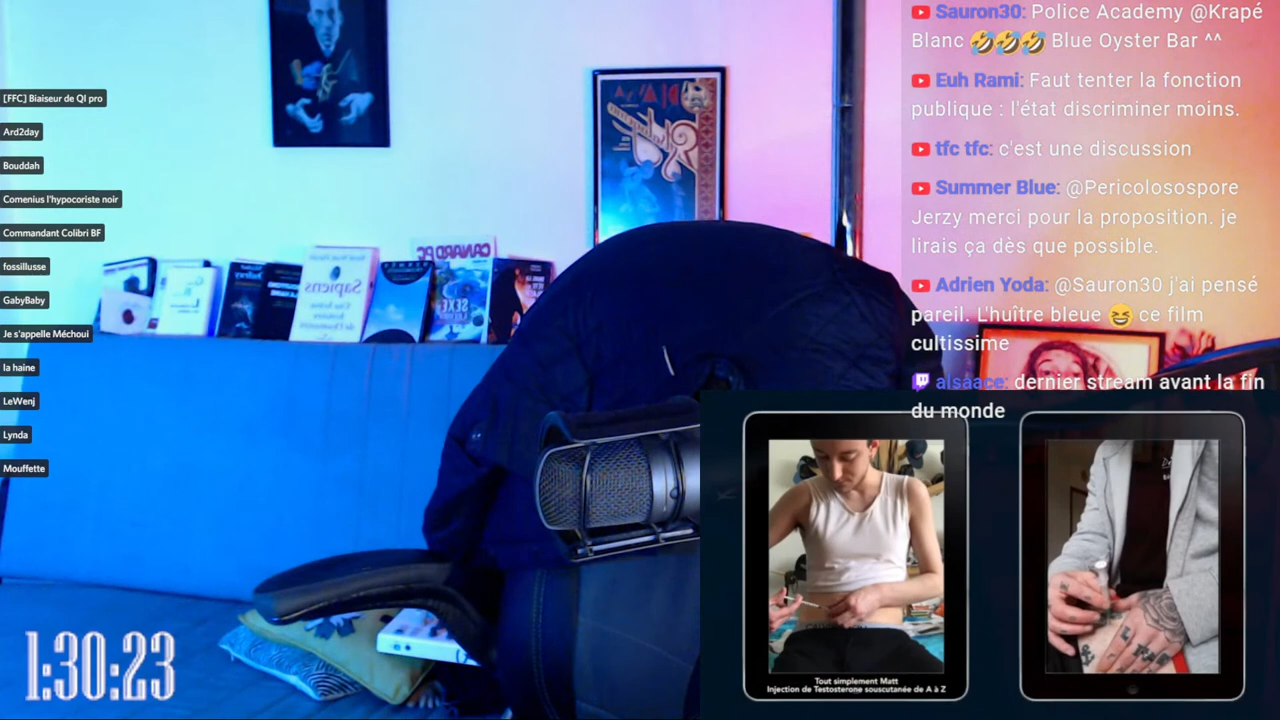 [FFC] Biaiseur de QI pro
Ard2day
Bouddah
Comenius l'hypocoriste noir
Commandant Colibri BF
fossillusse
GabyBaby
Je s'appelle Méchoui
la haine
LeWenj
Lynda
Mouffette
CANARD PC
Sapiens
SEXE
1:30:23
Sauron30: Police Academy @Krapé
Blanc 🤣🤣🤣 Blue Oyster Bar ^^
Euh Rami: Faut tenter la fonction
publique : l'état discriminer moins.
tfc tfc: c'est une discussion
Summer Blue: @Pericolosospore
Jerzy merci pour la proposition. je
lirais ça dès que possible.
Adrien Yoda: @Sauron30 j'ai pensé
pareil. L'huître bleue 😆 ce film
cultissime
alsaace: dernier stream avant la fin
du monde
Tout simplement Matt
Injection de Testosterone souscutanée de A à Z